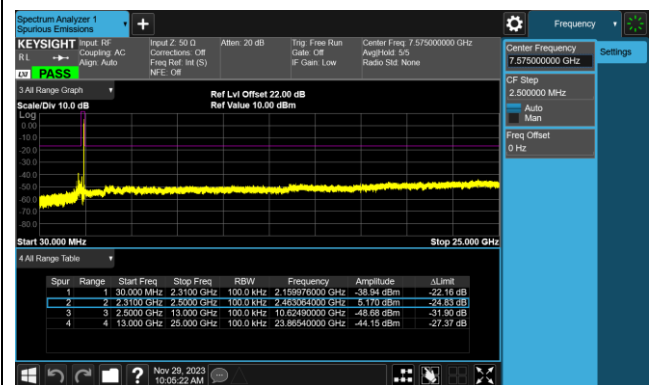 Spectrum Analyzer 1
Spurious Emissions
Frequency
KEYSIGHT
RL
Input: RF
Coupling: AC
Align: Auto
Input Z: 50 Ω
Corrections: Off
Freq Ref: Int (S)
NFE: Off
Atten: 20 dB
Trig: Free Run
Gate: Off
IF Gain: Low
Center Freq: 7.575000000 GHz
Avg|Hold: 5/5
Radio Std: None
LXI PASS
Center Frequency
7.575000000 GHz
Settings
CF Step
2.500000 MHz
Auto
Man
Freq Offset
0 Hz
3 All Range Graph
Scale/Div 10.0 dB
Ref Lvl Offset 22.00 dB
Ref Value 10.00 dBm
Log
0.00
-10.0
-20.0
-30.0
-40.0
-50.0
-60.0
-70.0
-80.0
Start 30.000 MHz
Stop 25.000 GHz
4 All Range Table
Spur Range Start Freq Stop Freq RBW Frequency Amplitude ΔLimit
1 1 30.000 MHz 2.3100 GHz 100.0 kHz 2.159976000 GHz -38.94 dBm -22.16 dB
2 2 2.3100 GHz 2.5000 GHz 100.0 kHz 2.463064000 GHz 5.170 dBm -24.83 dB
3 3 2.5000 GHz 13.000 GHz 100.0 kHz 10.62490000 GHz -48.68 dBm -31.90 dB
4 4 13.000 GHz 25.000 GHz 100.0 kHz 23.86540000 GHz -44.15 dBm -27.37 dB
Nov 29, 2023
10:05:22 AM